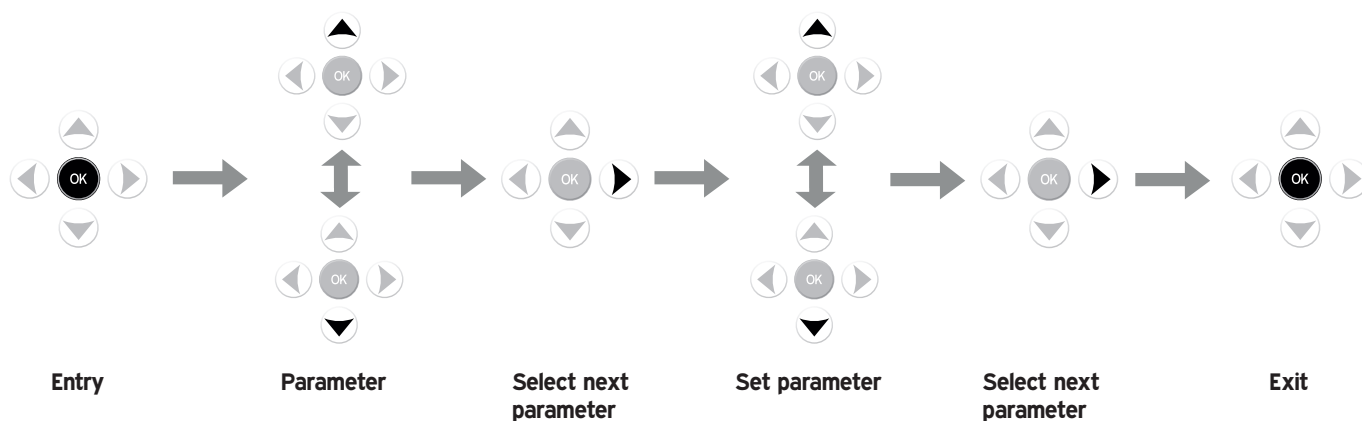 OK
OK
OK
OK
OK
OK
OK
OK
Entry
Parameter
Select next
parameter
Set parameter
Select next
parameter
Exit